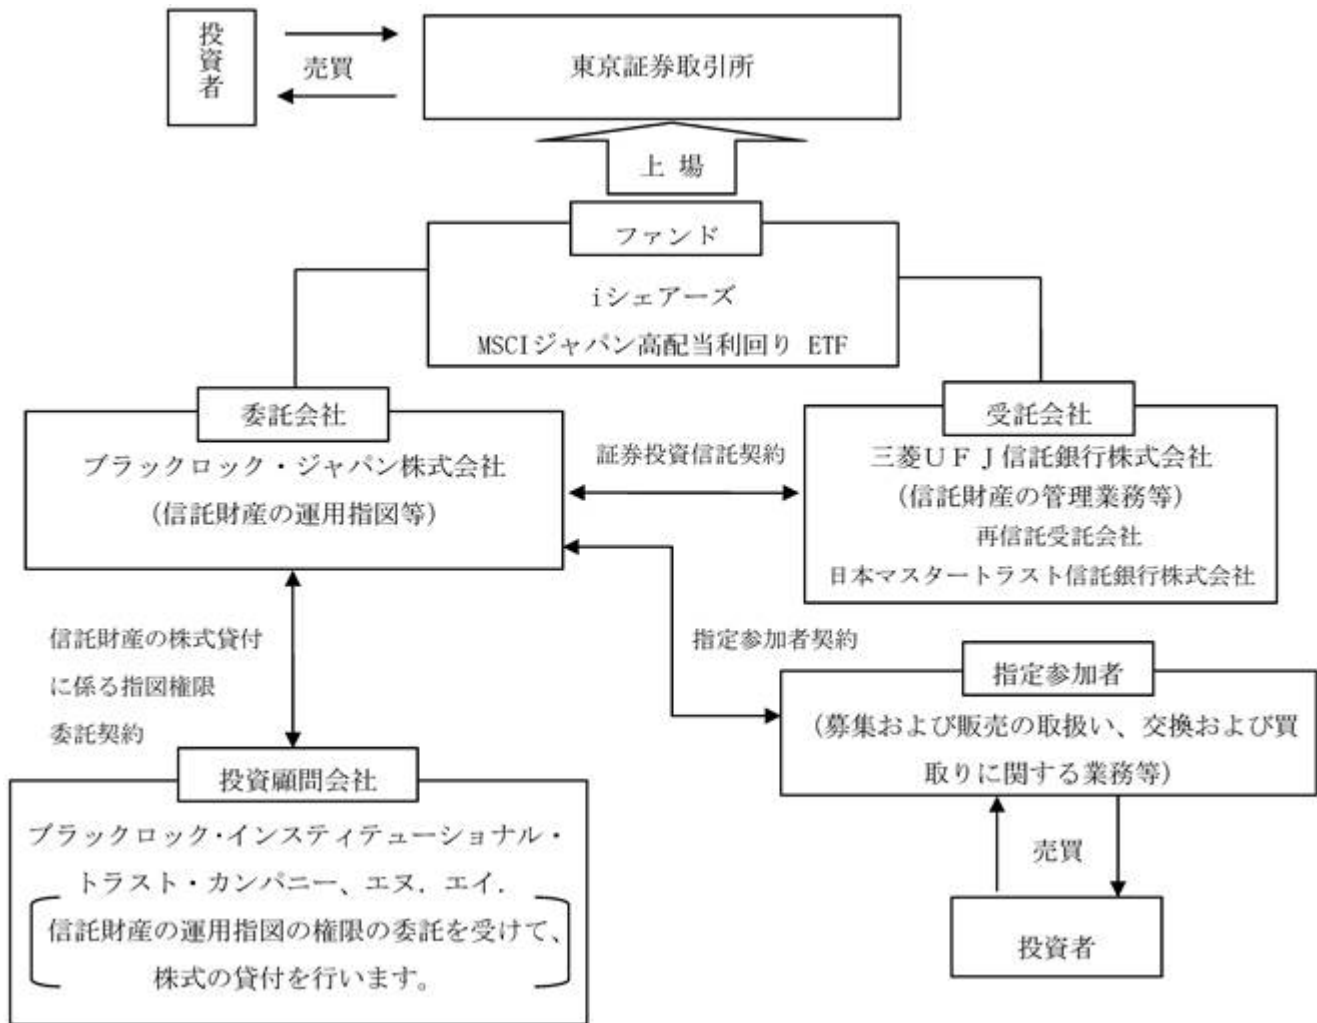 投資者
売買
東京証券取引所
上 場
ファンド
iシェアーズ
MSCIジャパン高配当利回り ETF
委託会社
ブラックロック・ジャパン株式会社
(信託財産の運用指図等)
証券投資信託契約
受託会社
三菱ＵＦＪ信託銀行株式会社
(信託財産の管理業務等)
再信託受託会社
日本マスタートラスト信託銀行株式会社
信託財産の株式貸付
に係る指図権限
委託契約
指定参加者契約
指定参加者
(募集および販売の取扱い、交換および買
取りに関する業務等)
投資顧問会社
ブラックロック・インスティテューショナル・
トラスト・カンパニー、エヌ．エイ．
信託財産の運用指図の権限の委託を受けて、
株式の貸付を行います。
売買
投資者